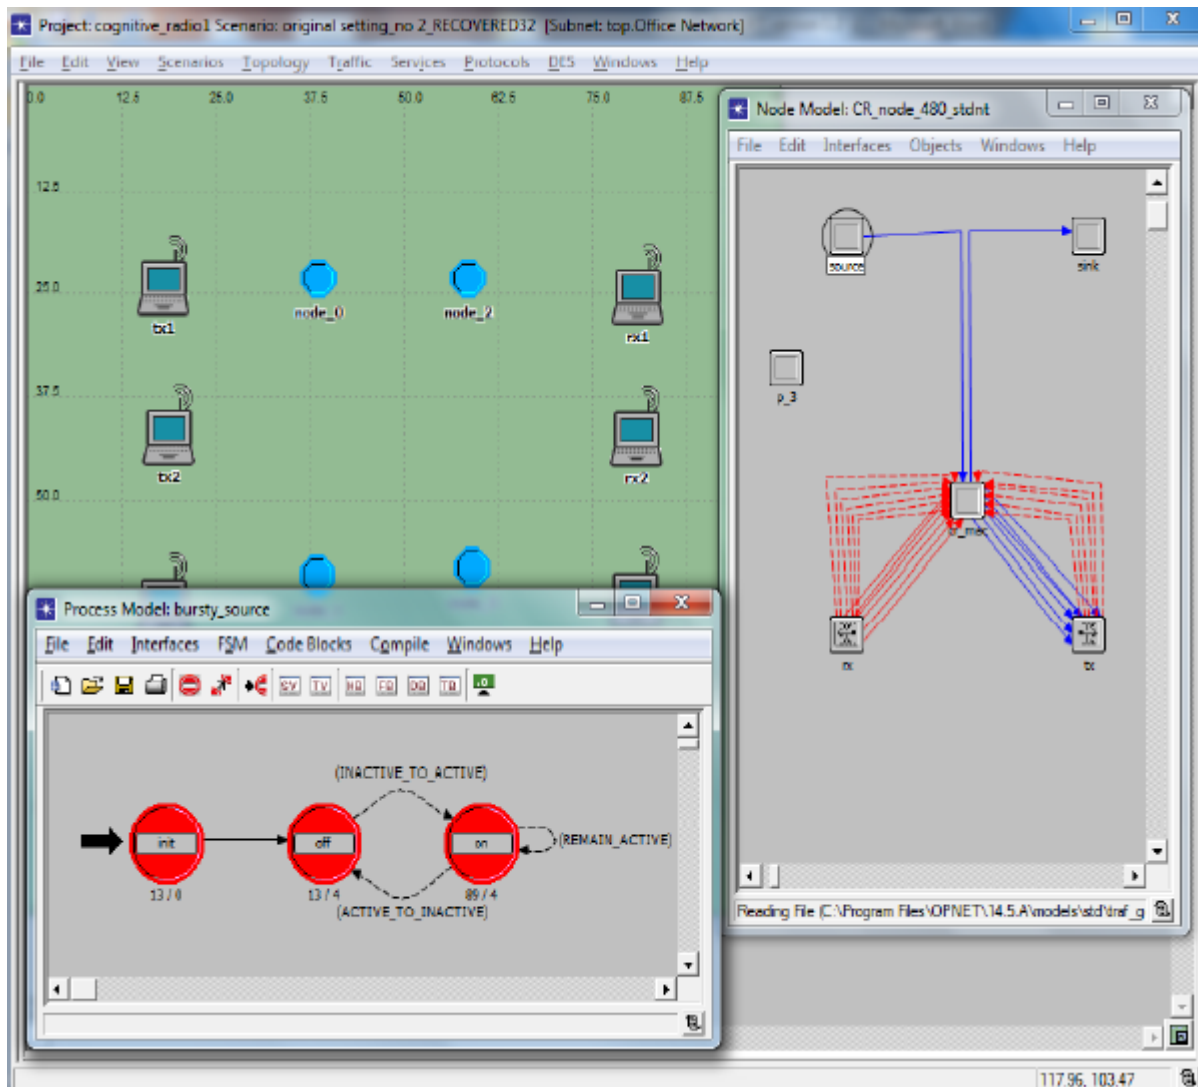 Project: cognitive_radio1 Scenario: original setting_no 2_RECOVERED32 [Subnet: top.Office Network]
File Edit View Scenarios Topology Traffic Services Protocols DES Windows Help
0.0 12.5 25.0 37.5 50.0 62.5 75.0 87.5
12.5
25.0
37.5
50.0
tx1
node_0
node_2
rx1
tx2
rx2
Node Model: CR_node_480_stdnt
File Edit Interfaces Objects Windows Help
source
sink
p_3
cr_mac
rx
tx
Reading File (C:\Program Files\OPNET\14.5.A\models\std\traf_g
Process Model: bursty_source
File Edit Interfaces FSM Code Blocks Compile Windows Help
SV TV HB FB DB TB
(INACTIVE_TO_ACTIVE)
init
off
on
(REMAIN_ACTIVE)
13 / 0
13 / 4
89 / 4
(ACTIVE_TO_INACTIVE)
117.96, 103.47